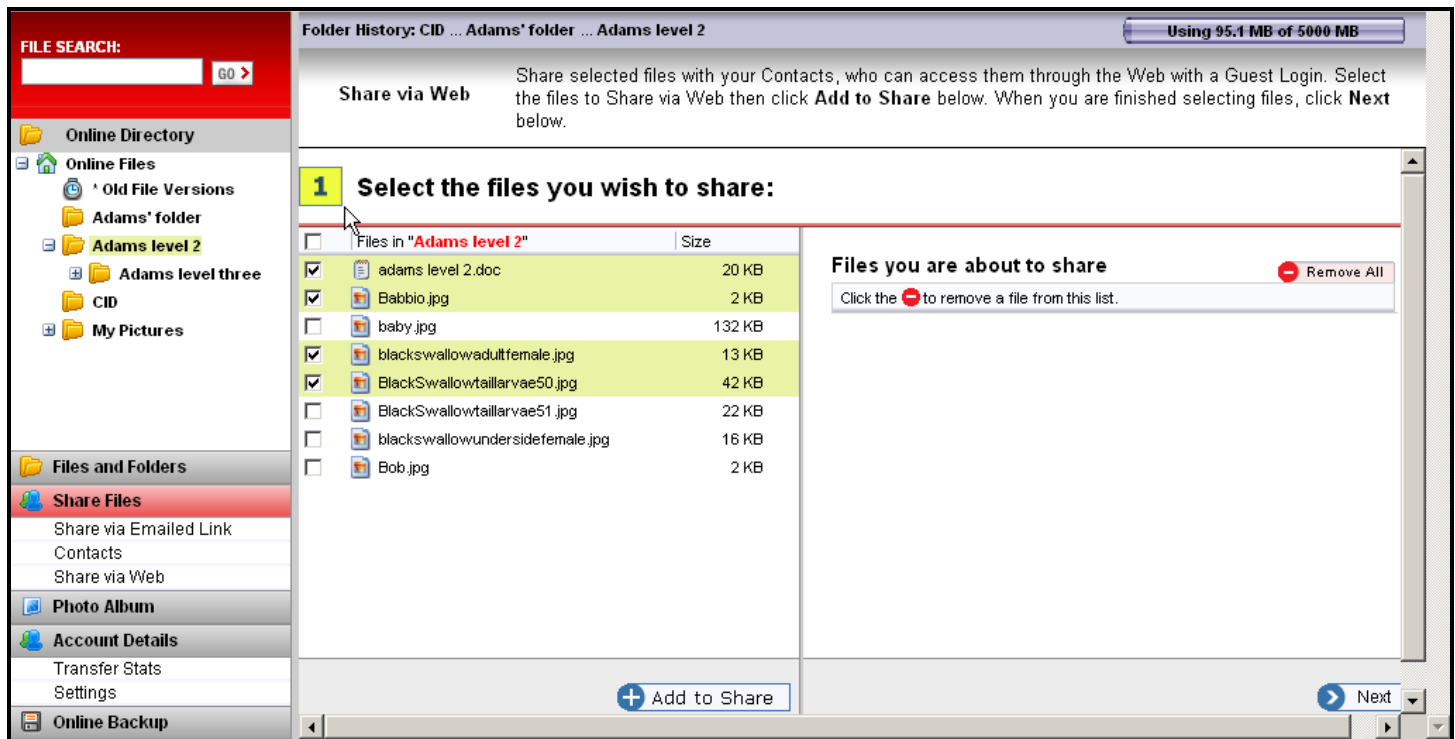 FILE SEARCH:
GO
Online Directory
Online Files
* Old File Versions
Adams' folder
Adams level 2
Adams level three
CID
My Pictures
Files and Folders
Share Files
Share via Emailed Link
Contacts
Share via Web
Photo Album
Account Details
Transfer Stats
Settings
Online Backup
Folder History: CID ... Adams' folder ... Adams level 2
Using 95.1 MB of 5000 MB
Share via Web
Share selected files with your Contacts, who can access them through the Web with a Guest Login. Select
the files to Share via Web then click Add to Share below. When you are finished selecting files, click Next
below.
1 Select the files you wish to share:
Files in "Adams level 2" Size
adams level 2.doc 20 KB
Babbio.jpg 2 KB
baby.jpg 132 KB
blackswallowadultfemale.jpg 13 KB
BlackSwallowtaillarvae50.jpg 42 KB
BlackSwallowtaillarvae51.jpg 22 KB
blackswallowundersidefemale.jpg 16 KB
Bob.jpg 2 KB
Add to Share
Files you are about to share
Remove All
Click the to remove a file from this list.
Next